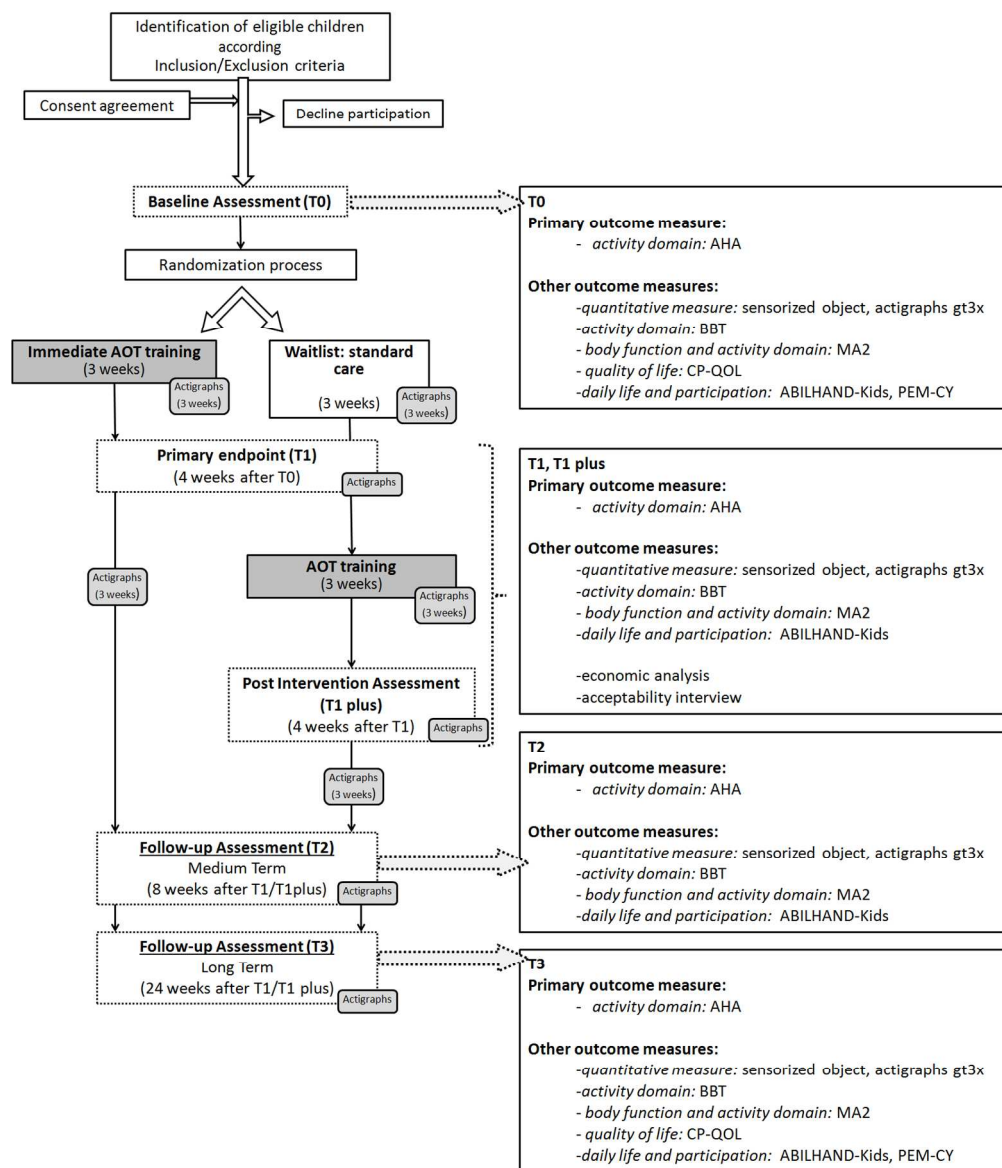 Identification of eligible children
according
Inclusion/Exclusion criteria
Consent agreement
Decline participation
Baseline Assessment (T0)
Randomization process
Immediate AOT training
(3 weeks)
Actigraphs
(3 weeks)
Waitlist: standard
care
(3 weeks)
Actigraphs
(3 weeks)
Primary endpoint (T1)
(4 weeks after T0)
Actigraphs
Actigraphs
(3 weeks)
AOT training
(3 weeks)
Actigraphs
(3 weeks)
Post Intervention Assessment
(T1 plus)
(4 weeks after T1)
Actigraphs
Actigraphs
(3 weeks)
Follow-up Assessment (T2)
Medium Term
(8 weeks after T1/T1plus)
Actigraphs
Follow-up Assessment (T3)
Long Term
(24 weeks after T1/T1 plus)
Actigraphs
T0
Primary outcome measure:
- activity domain: AHA
Other outcome measures:
-quantitative measure: sensorized object, actigraphs gt3x
-activity domain: BBT
- body function and activity domain: MA2
- quality of life: CP-QOL
-daily life and participation: ABILHAND-Kids, PEM-CY
T1, T1 plus
Primary outcome measure:
- activity domain: AHA
Other outcome measures:
-quantitative measure: sensorized object, actigraphs gt3x
-activity domain: BBT
- body function and activity domain: MA2
-daily life and participation: ABILHAND-Kids
-economic analysis
-acceptability interview
T2
Primary outcome measure:
- activity domain: AHA
Other outcome measures:
-quantitative measure: sensorized object, actigraphs gt3x
-activity domain: BBT
- body function and activity domain: MA2
-daily life and participation: ABILHAND-Kids
T3
Primary outcome measure:
- activity domain: AHA
Other outcome measures:
-quantitative measure: sensorized object, actigraphs gt3x
-activity domain: BBT
- body function and activity domain: MA2
- quality of life: CP-QOL
-daily life and participation: ABILHAND-Kids, PEM-CY